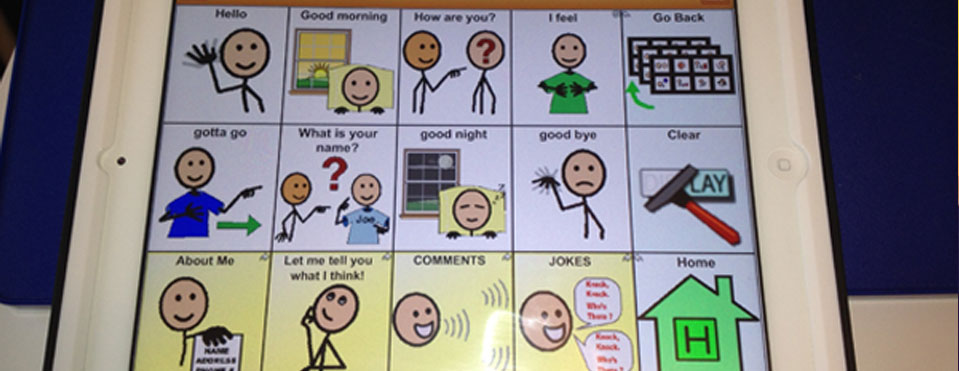 Hello
Good morning
How are you?
I feel
Go Back
?
gotta go
What is your
name?
good night
good bye
Clear
?
Joe
LAY
About Me
Let me tell you
what I think!
COMMENTS
JOKES
Home
NAME
ADDRESS
Knock,
Knock.
Who's
There?
Knock,
Knock.
Who's
H